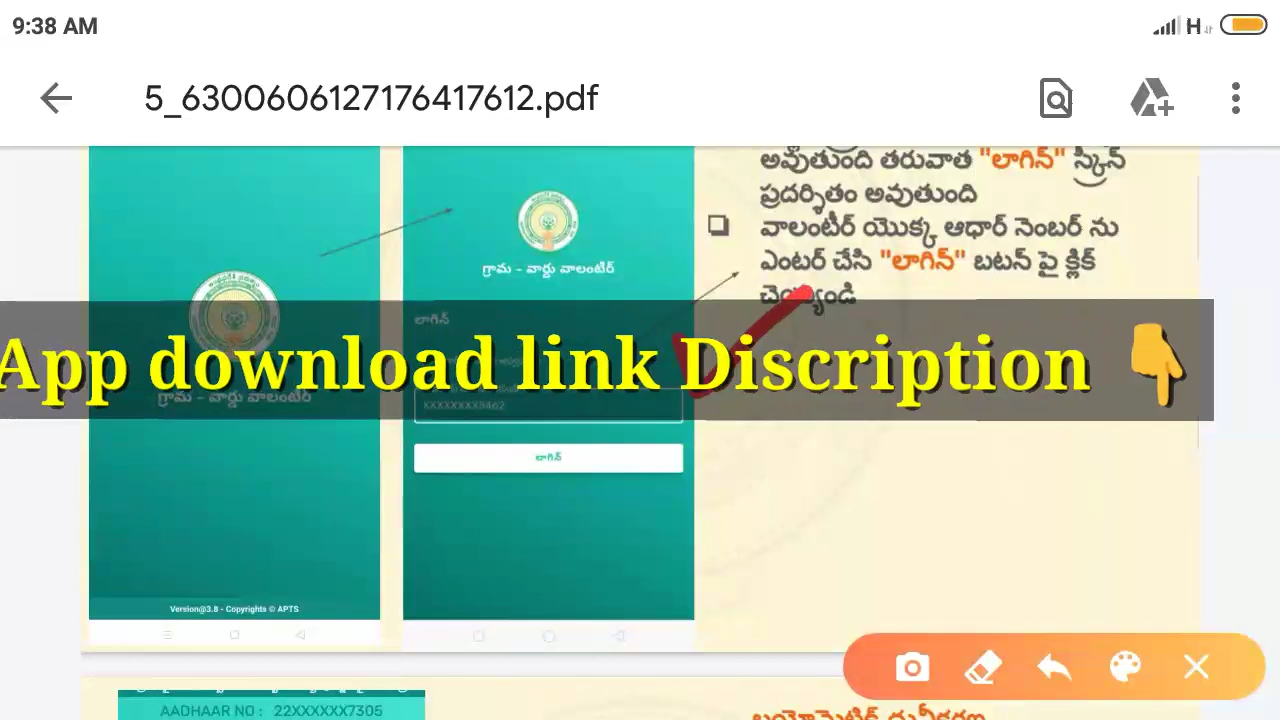 9:38 AM
H
5_6300606127176417612.pdf
అవుతుంది తరువాత "లాగిన్" స్క్రీన్
ప్రదర్శితం అవుతుంది
❑ వాలంటీర్ యొక్క ఆధార్ నెంబర్ ను
ఎంటర్ చేసి "లాగిన్" బటన్ పై క్లిక్
చెయ్యండి
గ్రామ - వార్డు వాలంటీర్
లాగిన్
App download link Discription 👇
గ్రామ - వార్డు వాలంటీర్
XXXXXXXX8462
లాగిన్
Version@3.8 - Copyrights © APTS
AADHAAR NO : 22XXXXXX7305